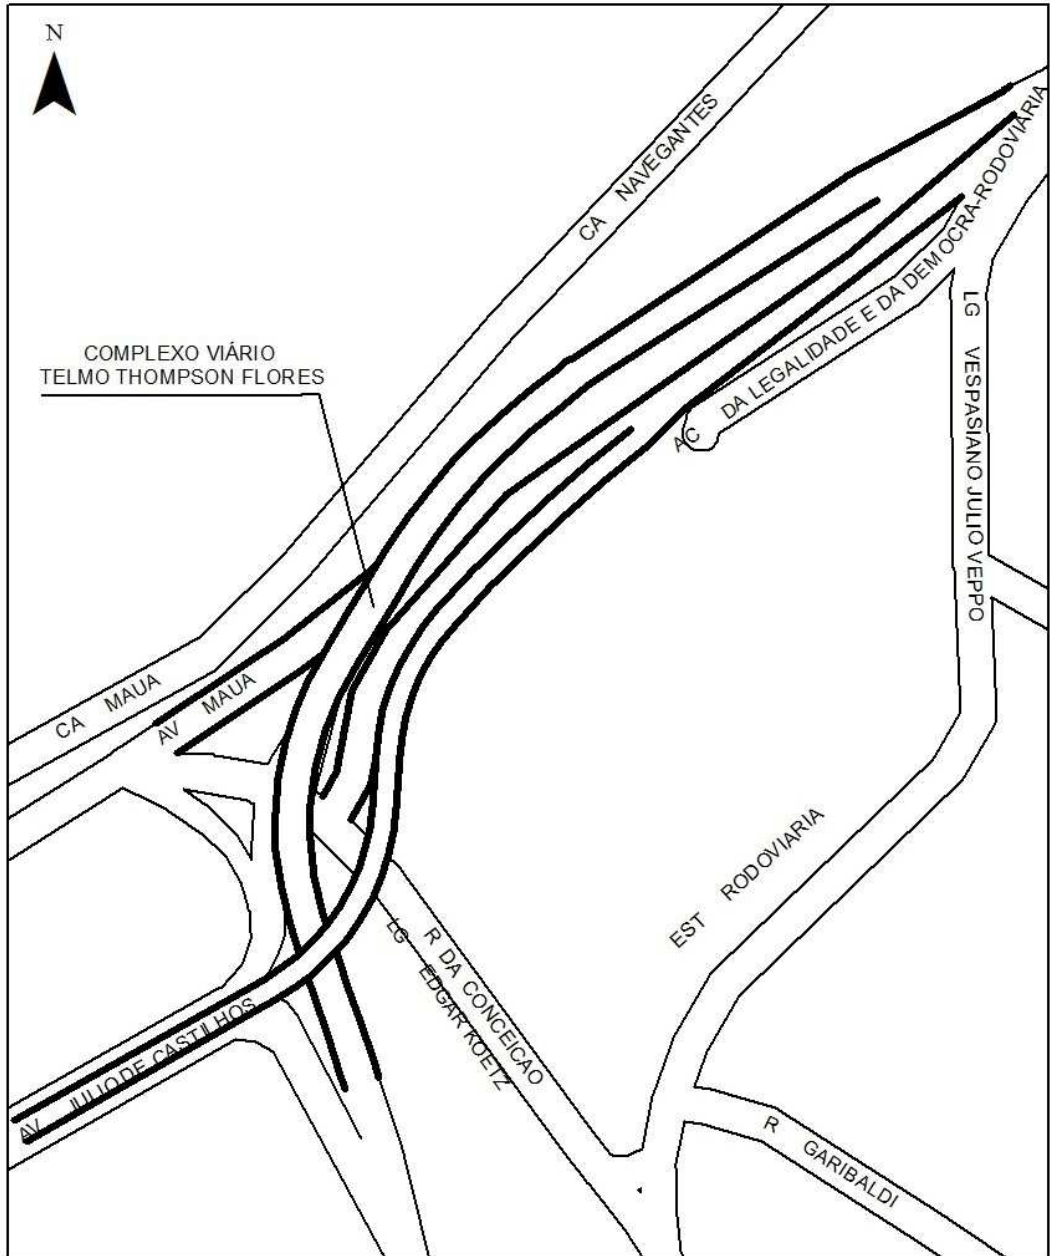 N
CA NAVEGANTES
AC DA LEGALIDADE E DA DEMOCRA-RODOVIÁRIA
COMPLEXO VIÁRIO
TELMO THOMPSON FLORES
LG VESPASIANO JULIO VEPPO
CA MAUA
AV MAUA
EST RODOVIARIA
R DA CONCEICAO
LG EDGAR KOETZ
AV JULIO DE CASTILHOS
R GARIBALDI